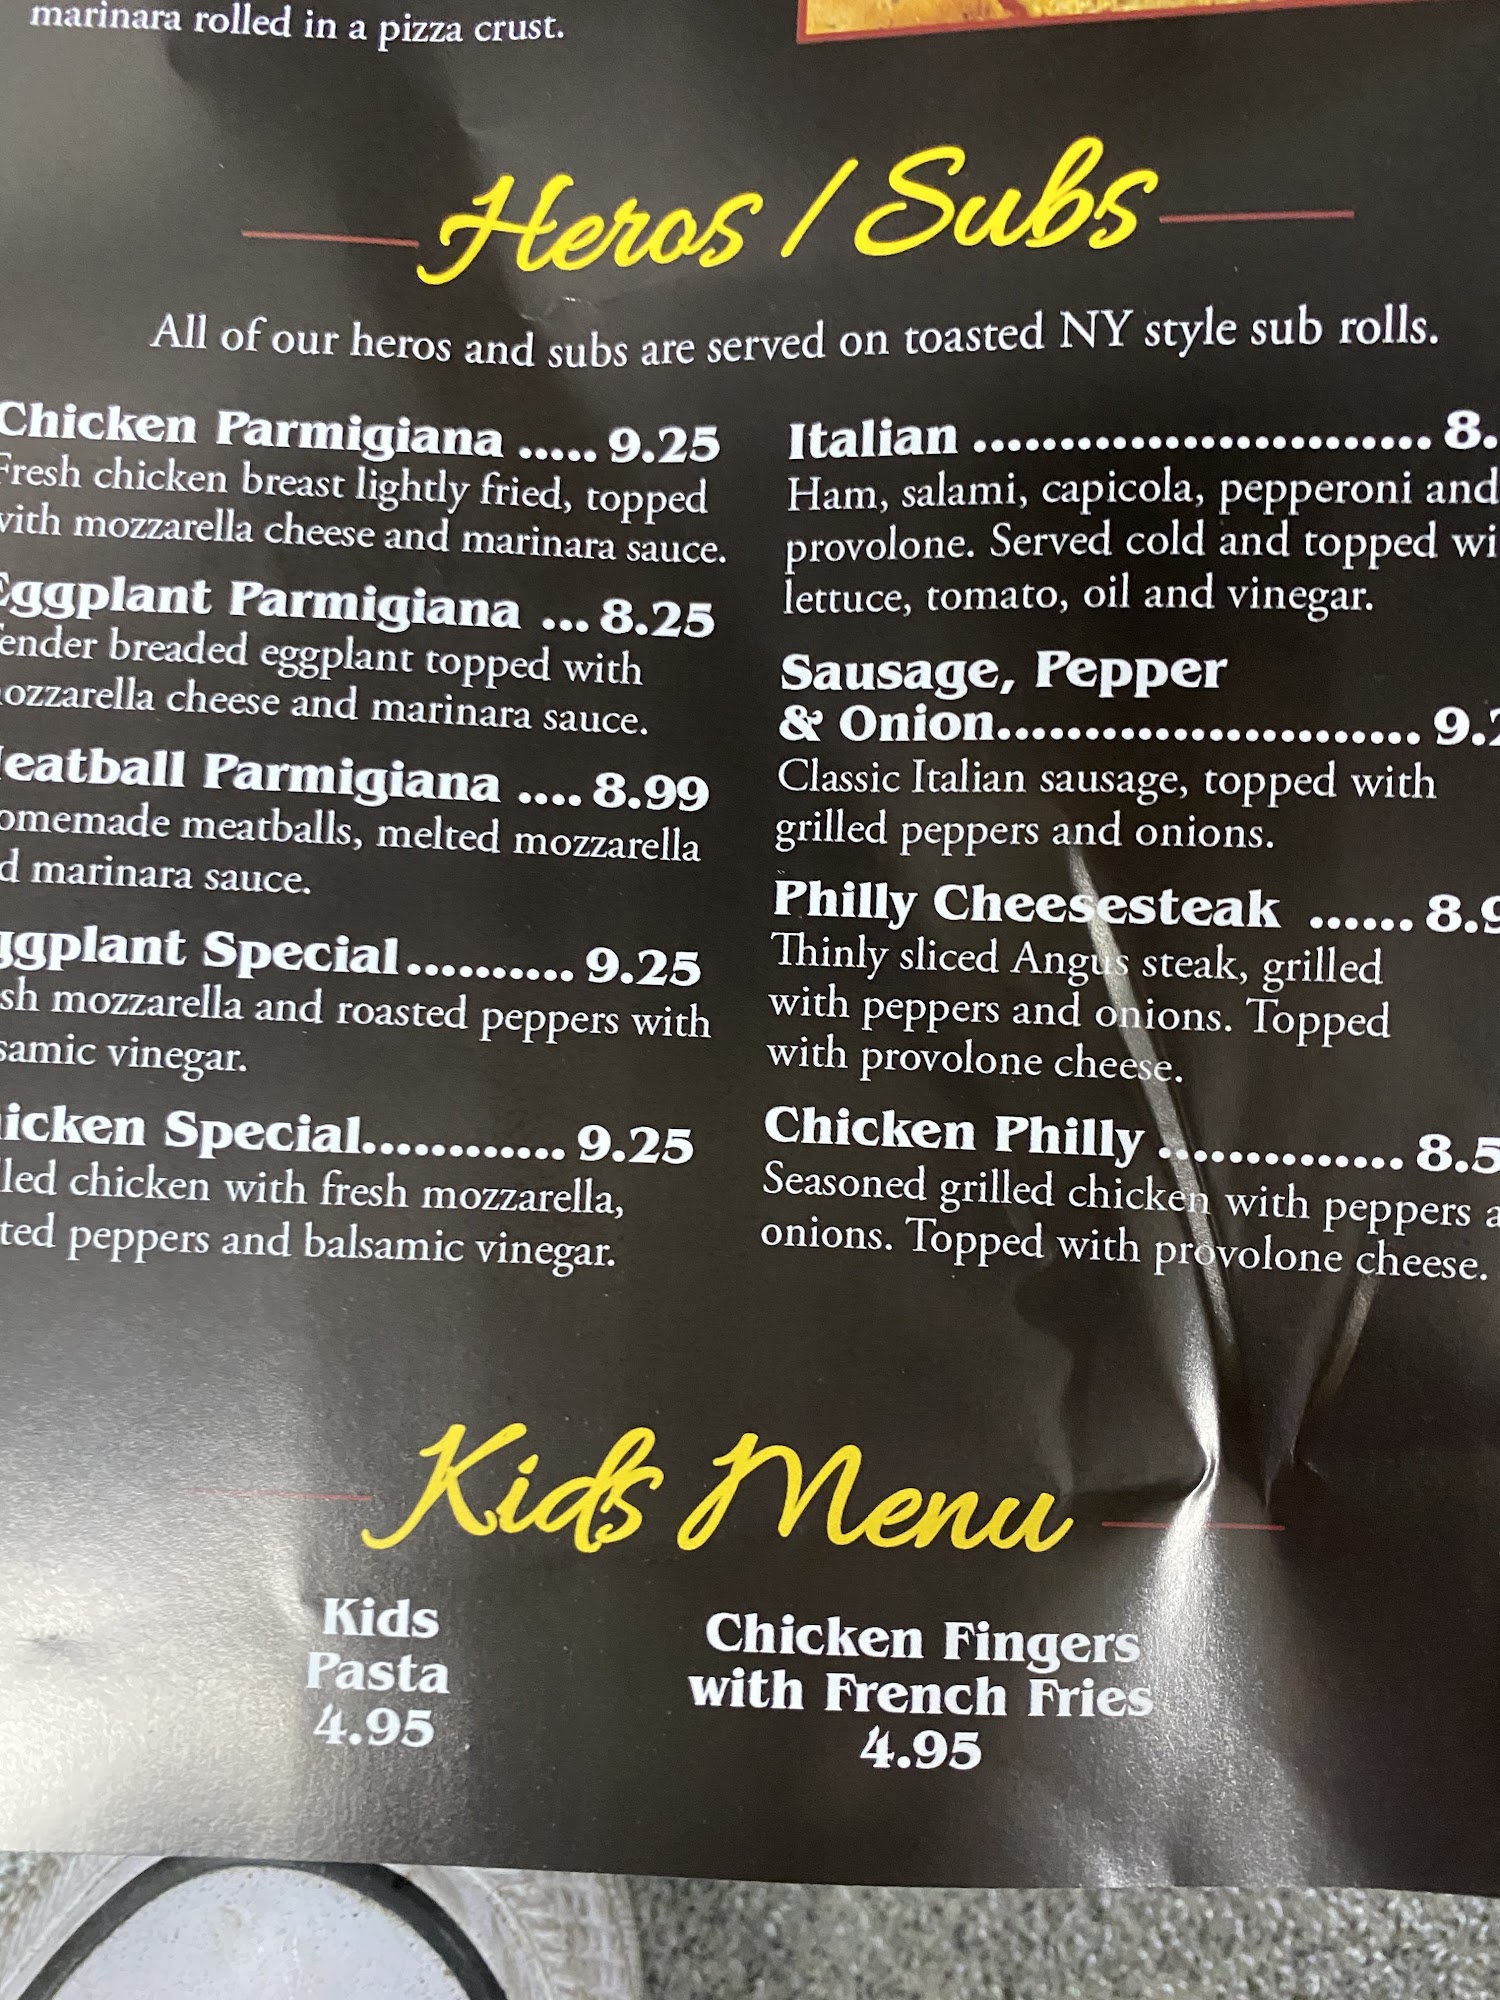 marinara rolled in a pizza crust.
Heros / Subs
All of our heros and subs are served on toasted NY style sub rolls.
Chicken Parmigiana ..... 9.25
Fresh chicken breast lightly fried, topped
with mozzarella cheese and marinara sauce.
Eggplant Parmigiana ... 8.25
Tender breaded eggplant topped with
mozzarella cheese and marinara sauce.
Meatball Parmigiana .... 8.99
homemade meatballs, melted mozzarella
marinara sauce.
Eggplant Special.......... 9.25
mozzarella and roasted peppers with
vinegar.
Chicken Special............ 9.25
chicken with fresh mozzarella,
peppers and balsamic vinegar.
Italian ........................... 8.
Ham, salami, capicola, pepperoni and
provolone. Served cold and topped
lettuce, tomato, oil and vinegar.
Sausage, Pepper
& Onion........................ 9.2
Classic Italian sausage, topped with
grilled peppers and onions.
Philly Cheesesteak ...... 8.9
Thinly sliced Angus steak, grilled
with peppers and onions. Topped
with provolone cheese.
Chicken Philly .............. 8.5
Seasoned grilled chicken with peppers
onions. Topped with provolone cheese.
Kids Menu
Kids
Pasta
4.95
Chicken Fingers
with French Fries
4.95